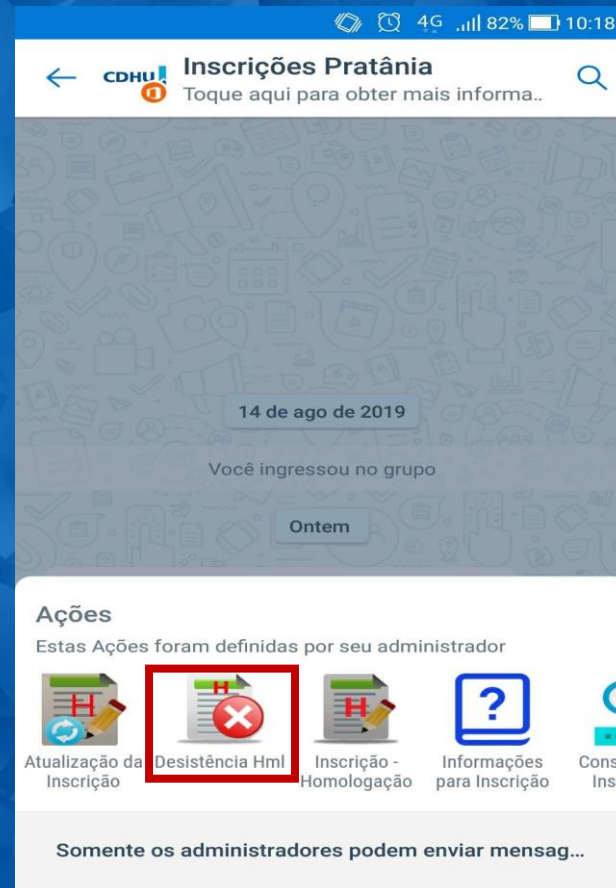 4G 82% 10:18
CDHU
Inscrições Pratânia
Toque aqui para obter mais informa..
14 de ago de 2019
Você ingressou no grupo
Ontem
Ações
Estas Ações foram definidas por seu administrador
H
H
H
?
Atualização da
Inscrição
Desistência Hml
Inscrição -
Homologação
Informações
para Inscrição
Cons
Ins
Somente os administradores podem enviar mensag...